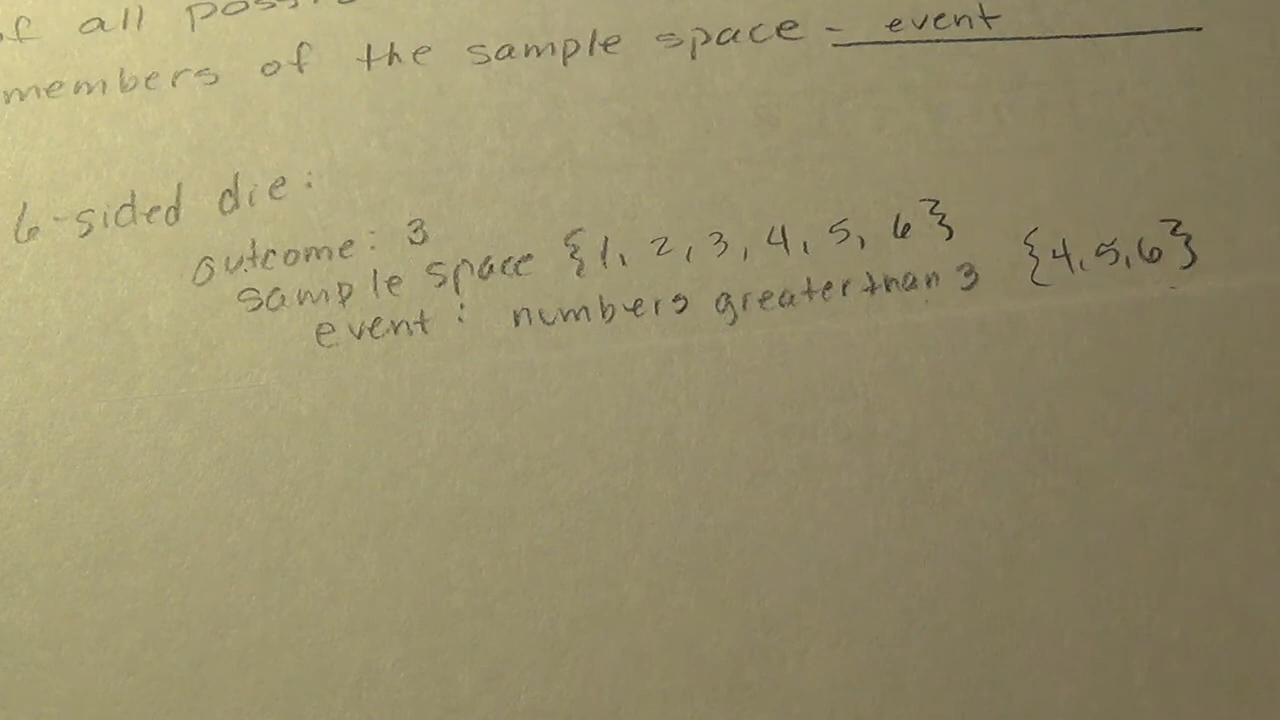 of all
members of the sample space - event
6-sided die:
outcome: 3
sample space {1, 2, 3, 4, 5, 6}
event: numbers greater than 3 {4, 5, 6}